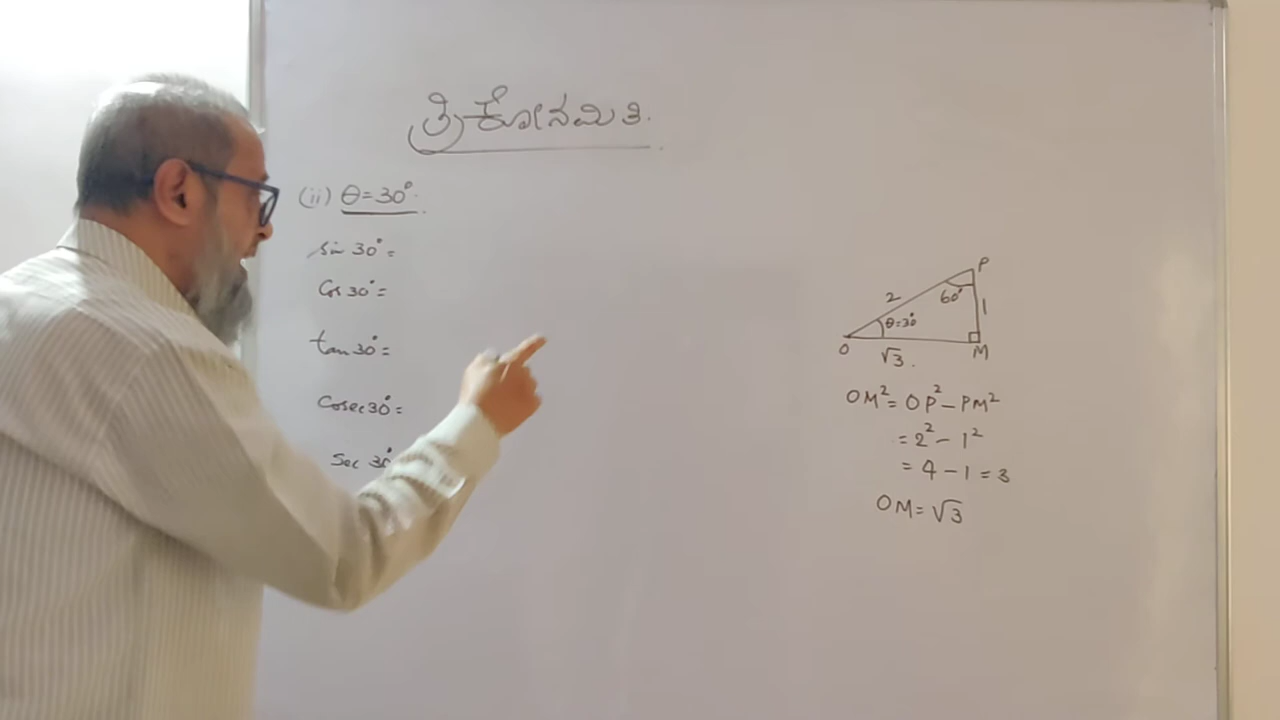 ತ್ರಿಕೋನಮಿತಿ.
(ii) θ=30°.
sin 30°=
Cos 30°=
tan 30°=
Cosec 30°=
Sec 30°
P
2
60°
1
θ=30
O
√3.
M
OM²= OP²-PM²
= 2²- 1²
= 4 - 1 = 3
OM= √3